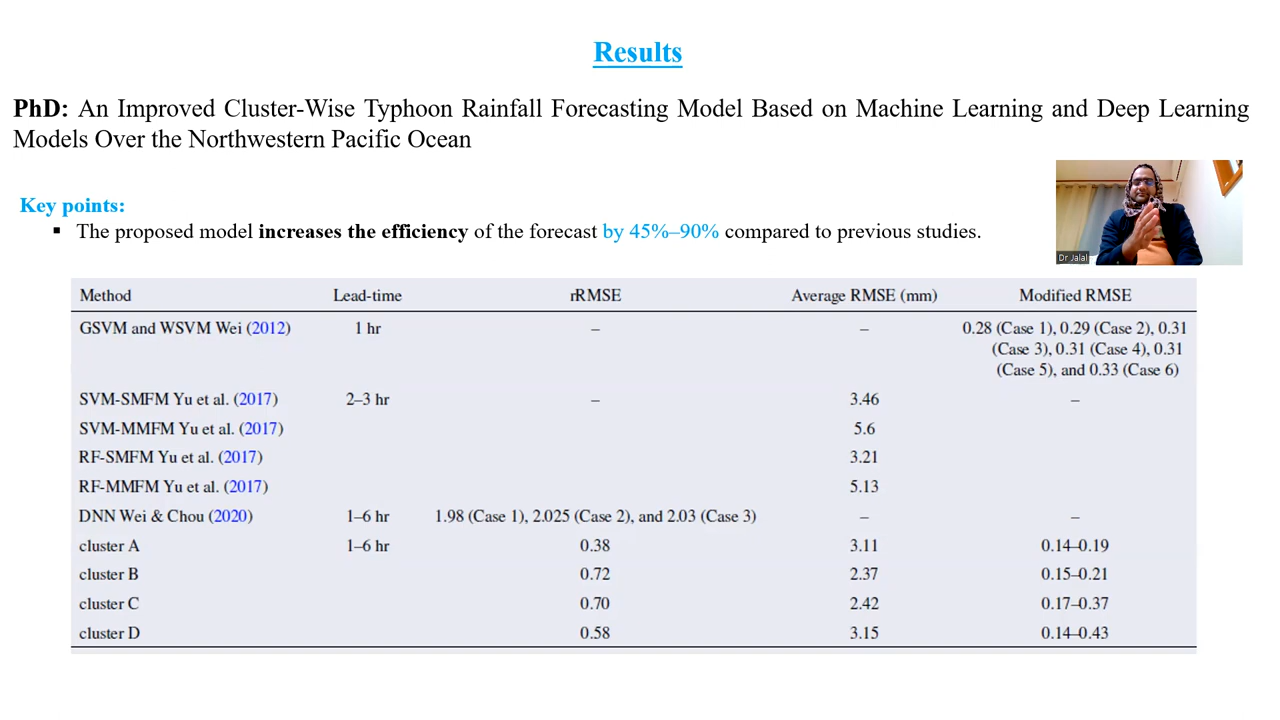 Results
PhD: An Improved Cluster-Wise Typhoon Rainfall Forecasting Model Based on Machine Learning and Deep Learning
Models Over the Northwestern Pacific Ocean
Key points:
▪ The proposed model increases the efficiency of the forecast by 45%–90% compared to previous studies.
Dr Jalal
Method Lead-time rRMSE Average RMSE (mm) Modified RMSE
GSVM and WSVM Wei (2012) 1 hr – – 0.28 (Case 1), 0.29 (Case 2), 0.31
(Case 3), 0.31 (Case 4), 0.31
(Case 5), and 0.33 (Case 6)
SVM-SMFM Yu et al. (2017) 2–3 hr – 3.46 –
SVM-MMFM Yu et al. (2017) 5.6
RF-SMFM Yu et al. (2017) 3.21
RF-MMFM Yu et al. (2017) 5.13
DNN Wei & Chou (2020) 1–6 hr 1.98 (Case 1), 2.025 (Case 2), and 2.03 (Case 3) – –
cluster A 1–6 hr 0.38 3.11 0.14–0.19
cluster B 0.72 2.37 0.15–0.21
cluster C 0.70 2.42 0.17–0.37
cluster D 0.58 3.15 0.14–0.43